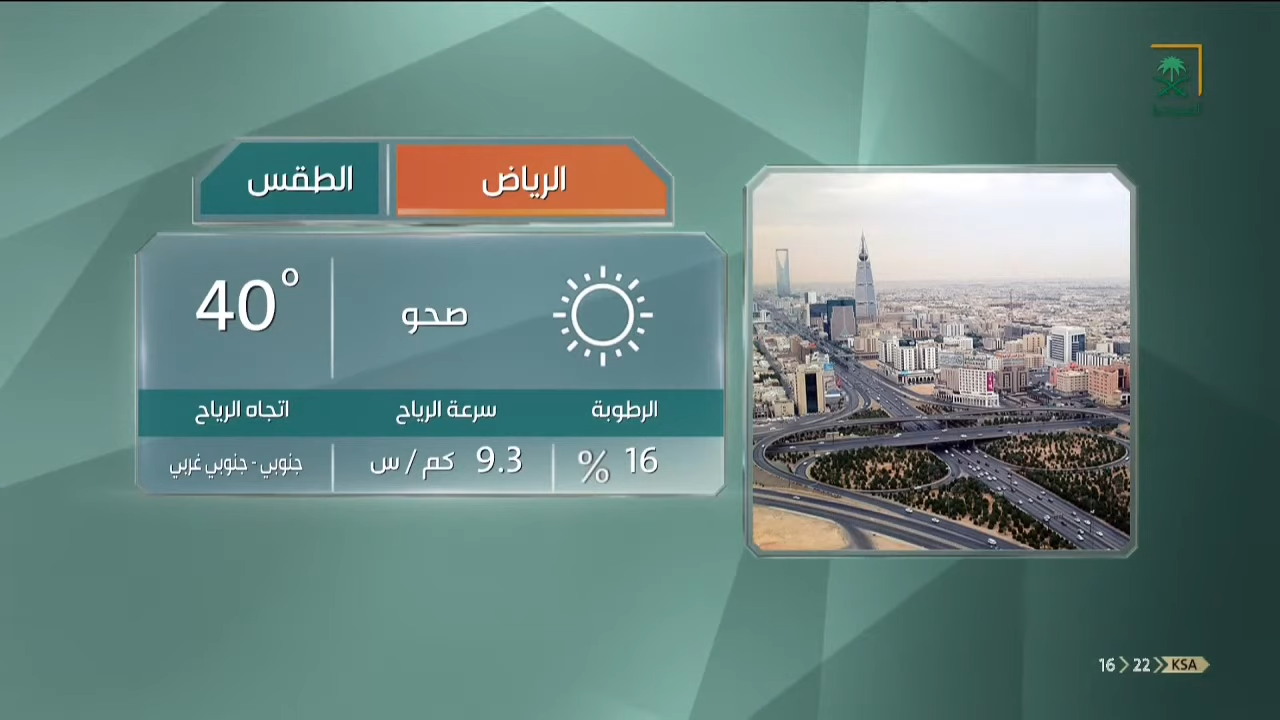 الرياض
الطقس
صحو
40°
الرطوبة
سرعة الرياح
اتجاه الرياح
16 %
9.3 كم / س
جنوبي - جنوبي غربي
السعودية
16 > 22 >> KSA